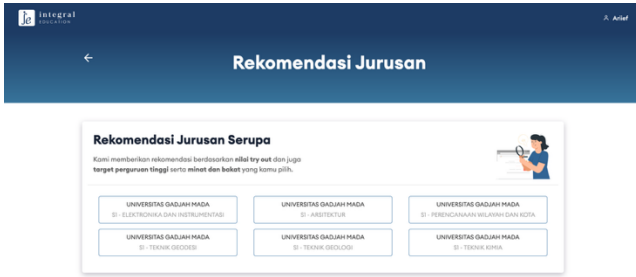 integral
EDUCATION
Arief
Rekomendasi Jurusan
Rekomendasi Jurusan Serupa
Kami memberikan rekomendasi berdasarkan nilai try out dan juga
target perguruan tinggi serta minat dan bakat yang kamu pilih.
UNIVERSITAS GADJAH MADA
S1 - ELEKTRONIKA DAN INSTRUMENTASI
UNIVERSITAS GADJAH MADA
S1 - ARSITEKTUR
UNIVERSITAS GADJAH MADA
S1 - PERENCANAAN WILAYAH DAN KOTA
UNIVERSITAS GADJAH MADA
S1 - TEKNIK GEODESI
UNIVERSITAS GADJAH MADA
S1 - TEKNIK GEOLOGI
UNIVERSITAS GADJAH MADA
S1 - TEKNIK KIMIA